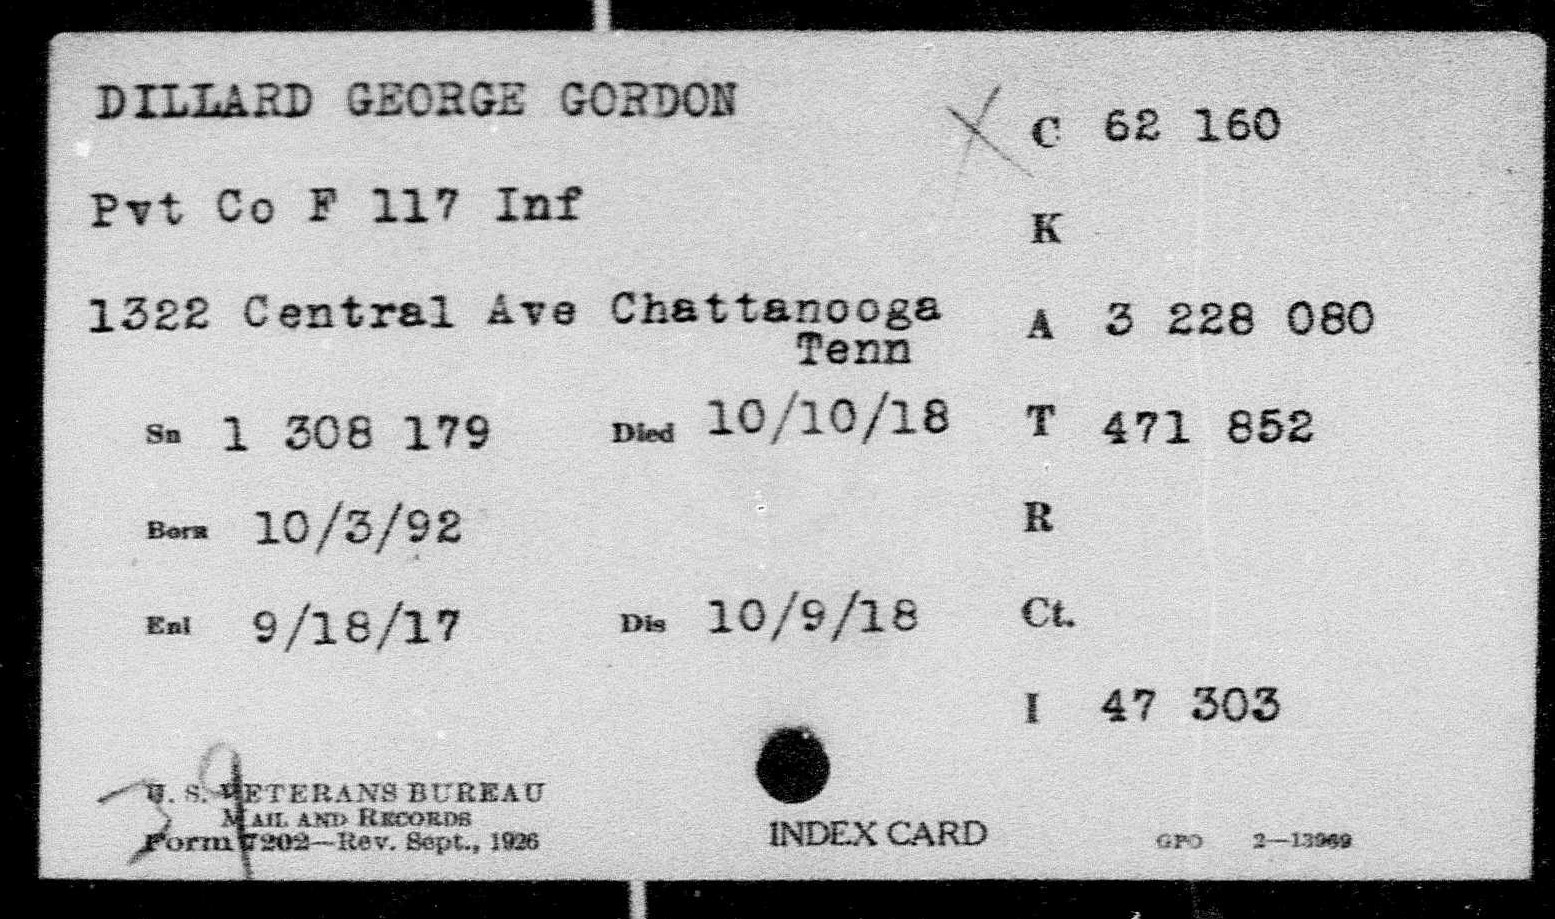 DILLARD GEORGE GORDON
X C 62 160
Pvt Co F 117 Inf
K
1322 Central Ave Chattanooga
Tenn
A 3 228 080
Sn 1 308 179 Died 10/10/18 T 471 852
Born 10/3/92
R
Enl 9/18/17 Dis 10/9/18 Ct.
I 47 303
39
U. S. VETERANS BUREAU
MAIL AND RECORDS
Form 7202—Rev. Sept., 1926
INDEX CARD
GPO 2—13969